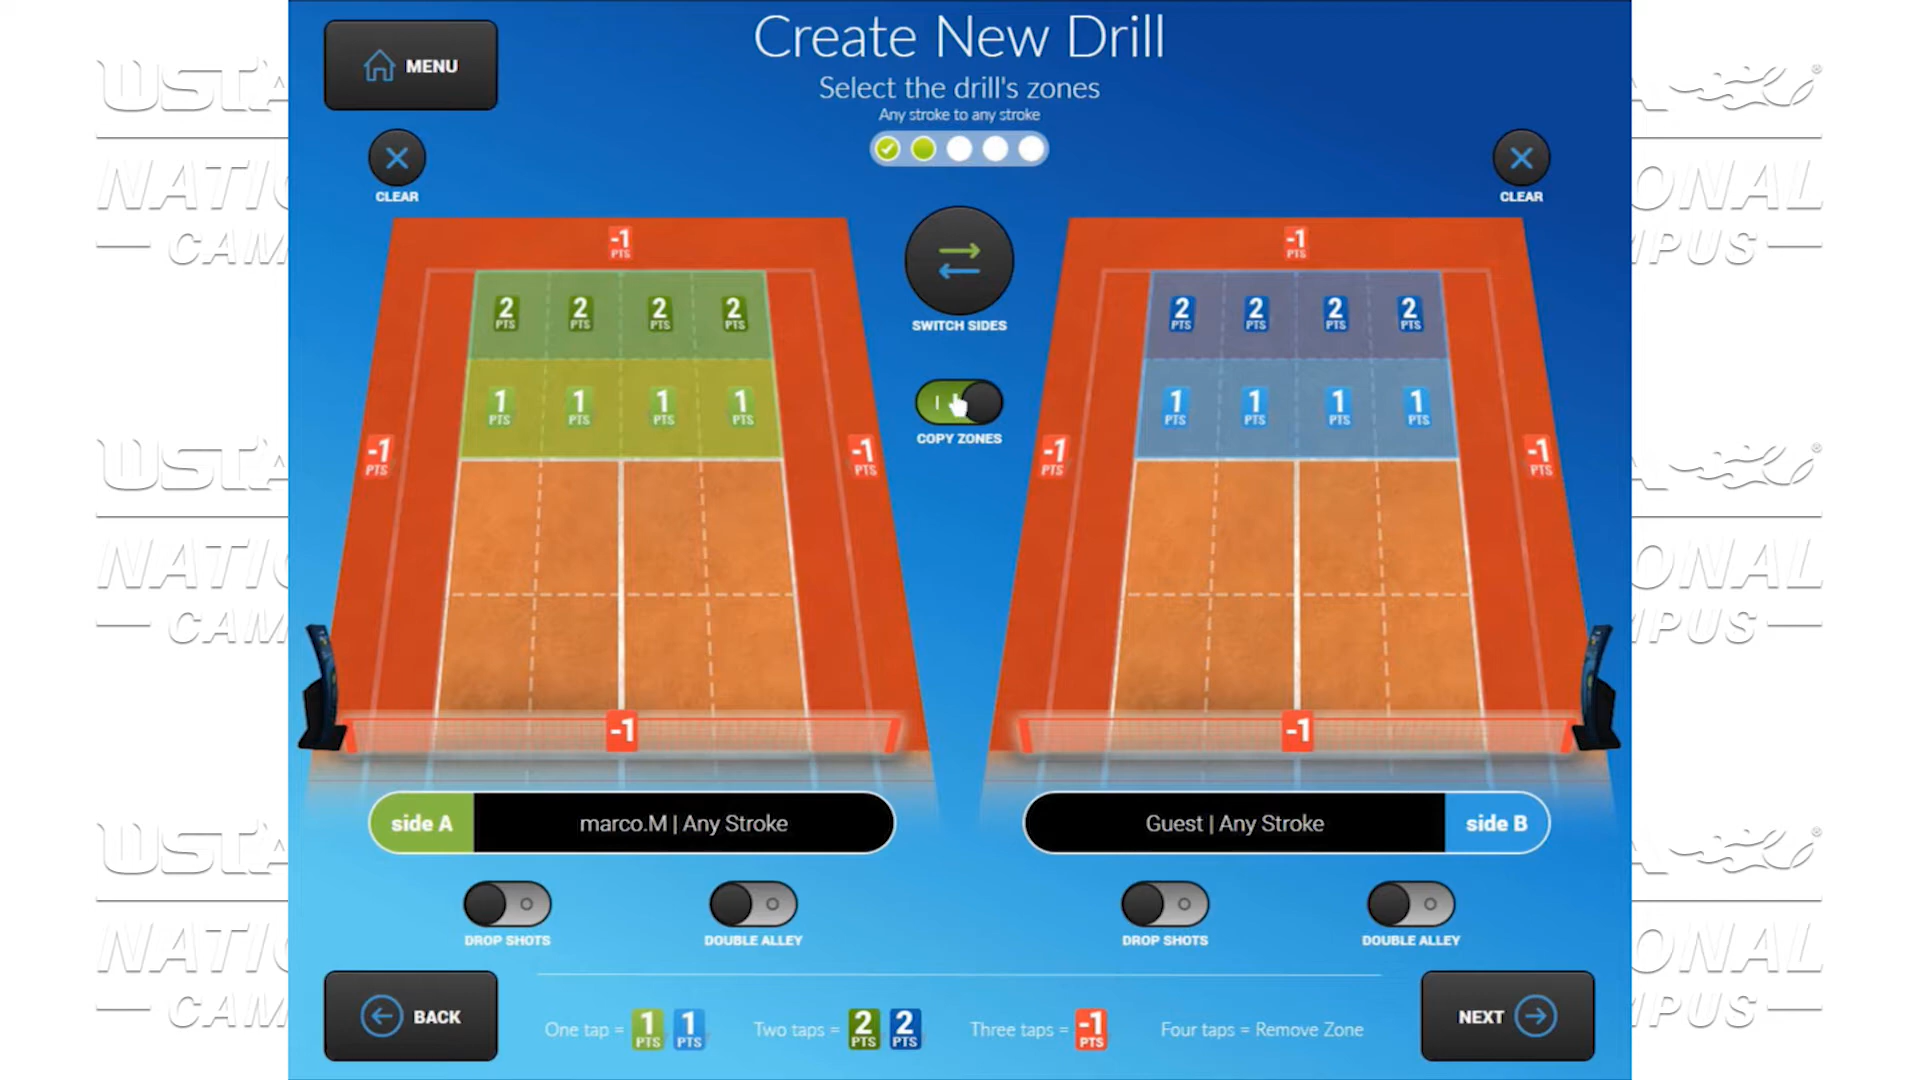 Create New Drill
MENU
Select the drill's zones
Any stroke to any stroke
CLEAR
CLEAR
-1
PTS
-1
PTS
2 PTS 2 PTS 2 PTS 2 PTS
SWITCH SIDES
2 PTS 2 PTS 2 PTS 2 PTS
1 PTS 1 PTS 1 PTS 1 PTS
COPY ZONES
1 PTS 1 PTS 1 PTS 1 PTS
-1 PTS
-1 PTS
-1 PTS
-1 PTS
-1
-1
side A
marco.M | Any Stroke
Guest | Any Stroke
side B
DROP SHOTS
DOUBLE ALLEY
DROP SHOTS
DOUBLE ALLEY
BACK
One tap = 1 PTS 1 PTS
Two taps = 2 PTS 2 PTS
Three taps = -1 PTS
Four taps = Remove Zone
NEXT